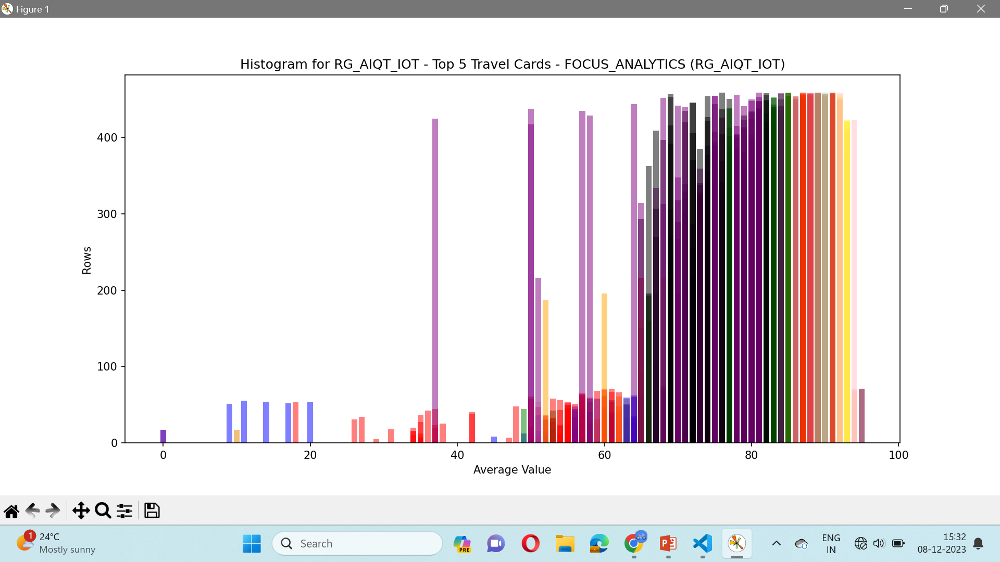 Figure 1
Histogram for RG_AIQT_IOT - Top 5 Travel Cards - FOCUS_ANALYTICS (RG_AIQT_IOT)
Rows
400
300
200
100
0
0 20 40 60 80 100
Average Value
1
24°C
Mostly sunny
Search
PRE
ENG
IN
15:32
08-12-2023